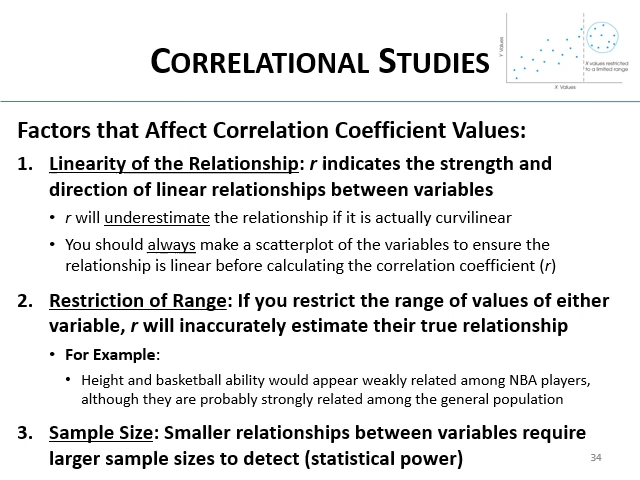 CORRELATIONAL STUDIES
Y Values
X values restricted
to a limited range
X Values
Factors that Affect Correlation Coefficient Values:
1. Linearity of the Relationship: r indicates the strength and
direction of linear relationships between variables
• r will underestimate the relationship if it is actually curvilinear
• You should always make a scatterplot of the variables to ensure the
relationship is linear before calculating the correlation coefficient (r)
2. Restriction of Range: If you restrict the range of values of either
variable, r will inaccurately estimate their true relationship
• For Example:
• Height and basketball ability would appear weakly related among NBA players,
although they are probably strongly related among the general population
3. Sample Size: Smaller relationships between variables require
larger sample sizes to detect (statistical power)
34